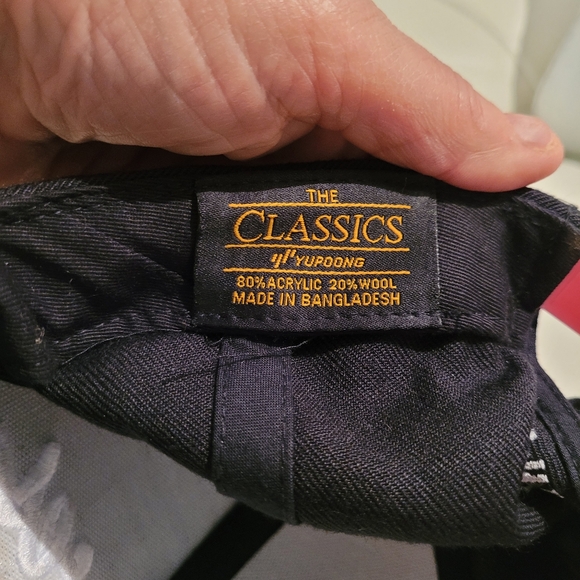 THE
CLASSICS
YUPOONG
80% ACRYLIC 20% WOOL
MADE IN BANGLADESH